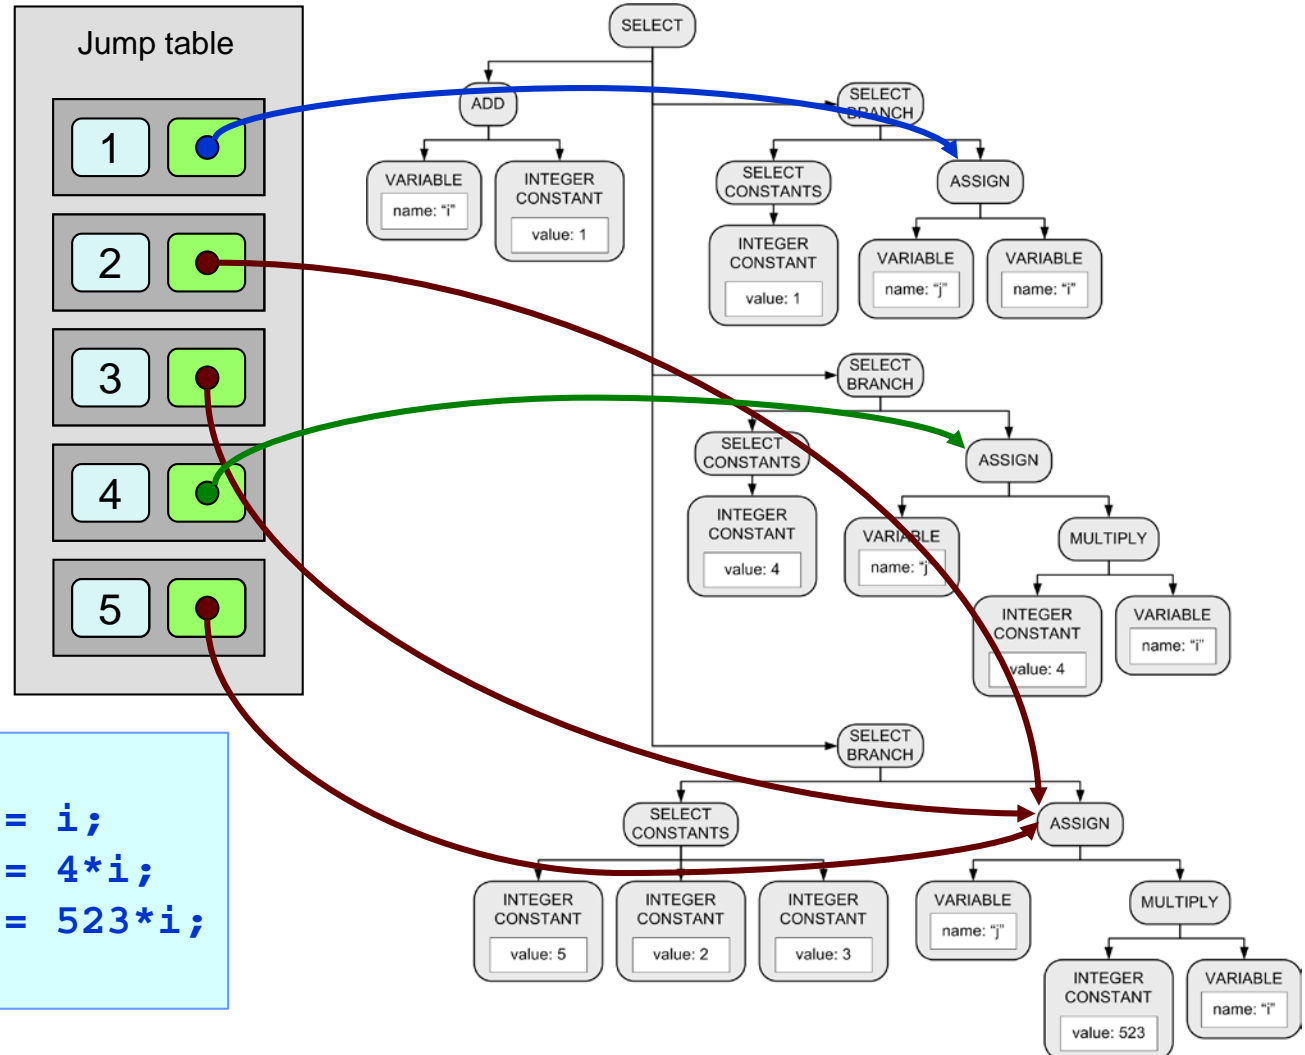 Jump table
1
2
3
4
5
SELECT
ADD
VARIABLE
name: “i”
INTEGER
CONSTANT
value: 1
SELECT
BRANCH
SELECT
CONSTANTS
INTEGER
CONSTANT
value: 1
ASSIGN
VARIABLE
name: “j”
VARIABLE
name: “i”
SELECT
BRANCH
SELECT
CONSTANTS
INTEGER
CONSTANT
value: 4
ASSIGN
VARIABLE
name: “j
MULTIPLY
INTEGER
CONSTANT
value: 4
VARIABLE
name: “i”
SELECT
BRANCH
SELECT
CONSTANTS
INTEGER
CONSTANT
value: 5
INTEGER
CONSTANT
value: 2
INTEGER
CONSTANT
value: 3
ASSIGN
VARIABLE
name: “j”
MULTIPLY
INTEGER
CONSTANT
value: 523
VARIABLE
name: “i”
= i;
= 4*i;
= 523*i;